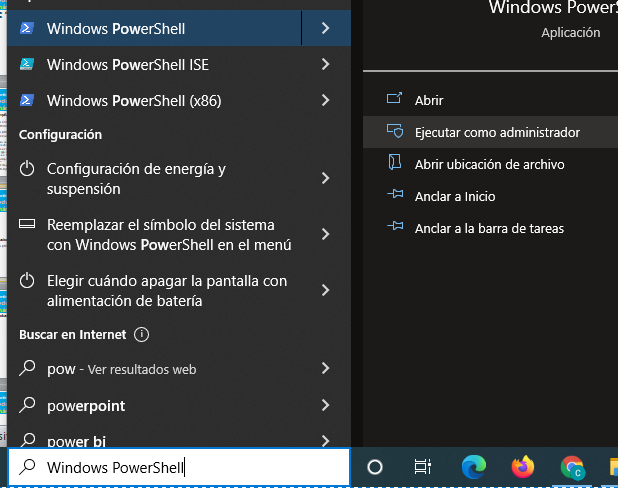 Windows PowerShell
Windows PowerShell ISE
Windows PowerShell (x86)
Configuración
Configuración de energía y
suspensión
Reemplazar el símbolo del sistema
con Windows PowerShell en el menú
Elegir cuándo apagar la pantalla con
alimentación de batería
Buscar en Internet
pow - Ver resultados web
powerpoint
power bi
Windows PowerShell
Windows PowerS
Aplicación
Abrir
Ejecutar como administrador
Abrir ubicación de archivo
Anclar a Inicio
Anclar a la barra de tareas